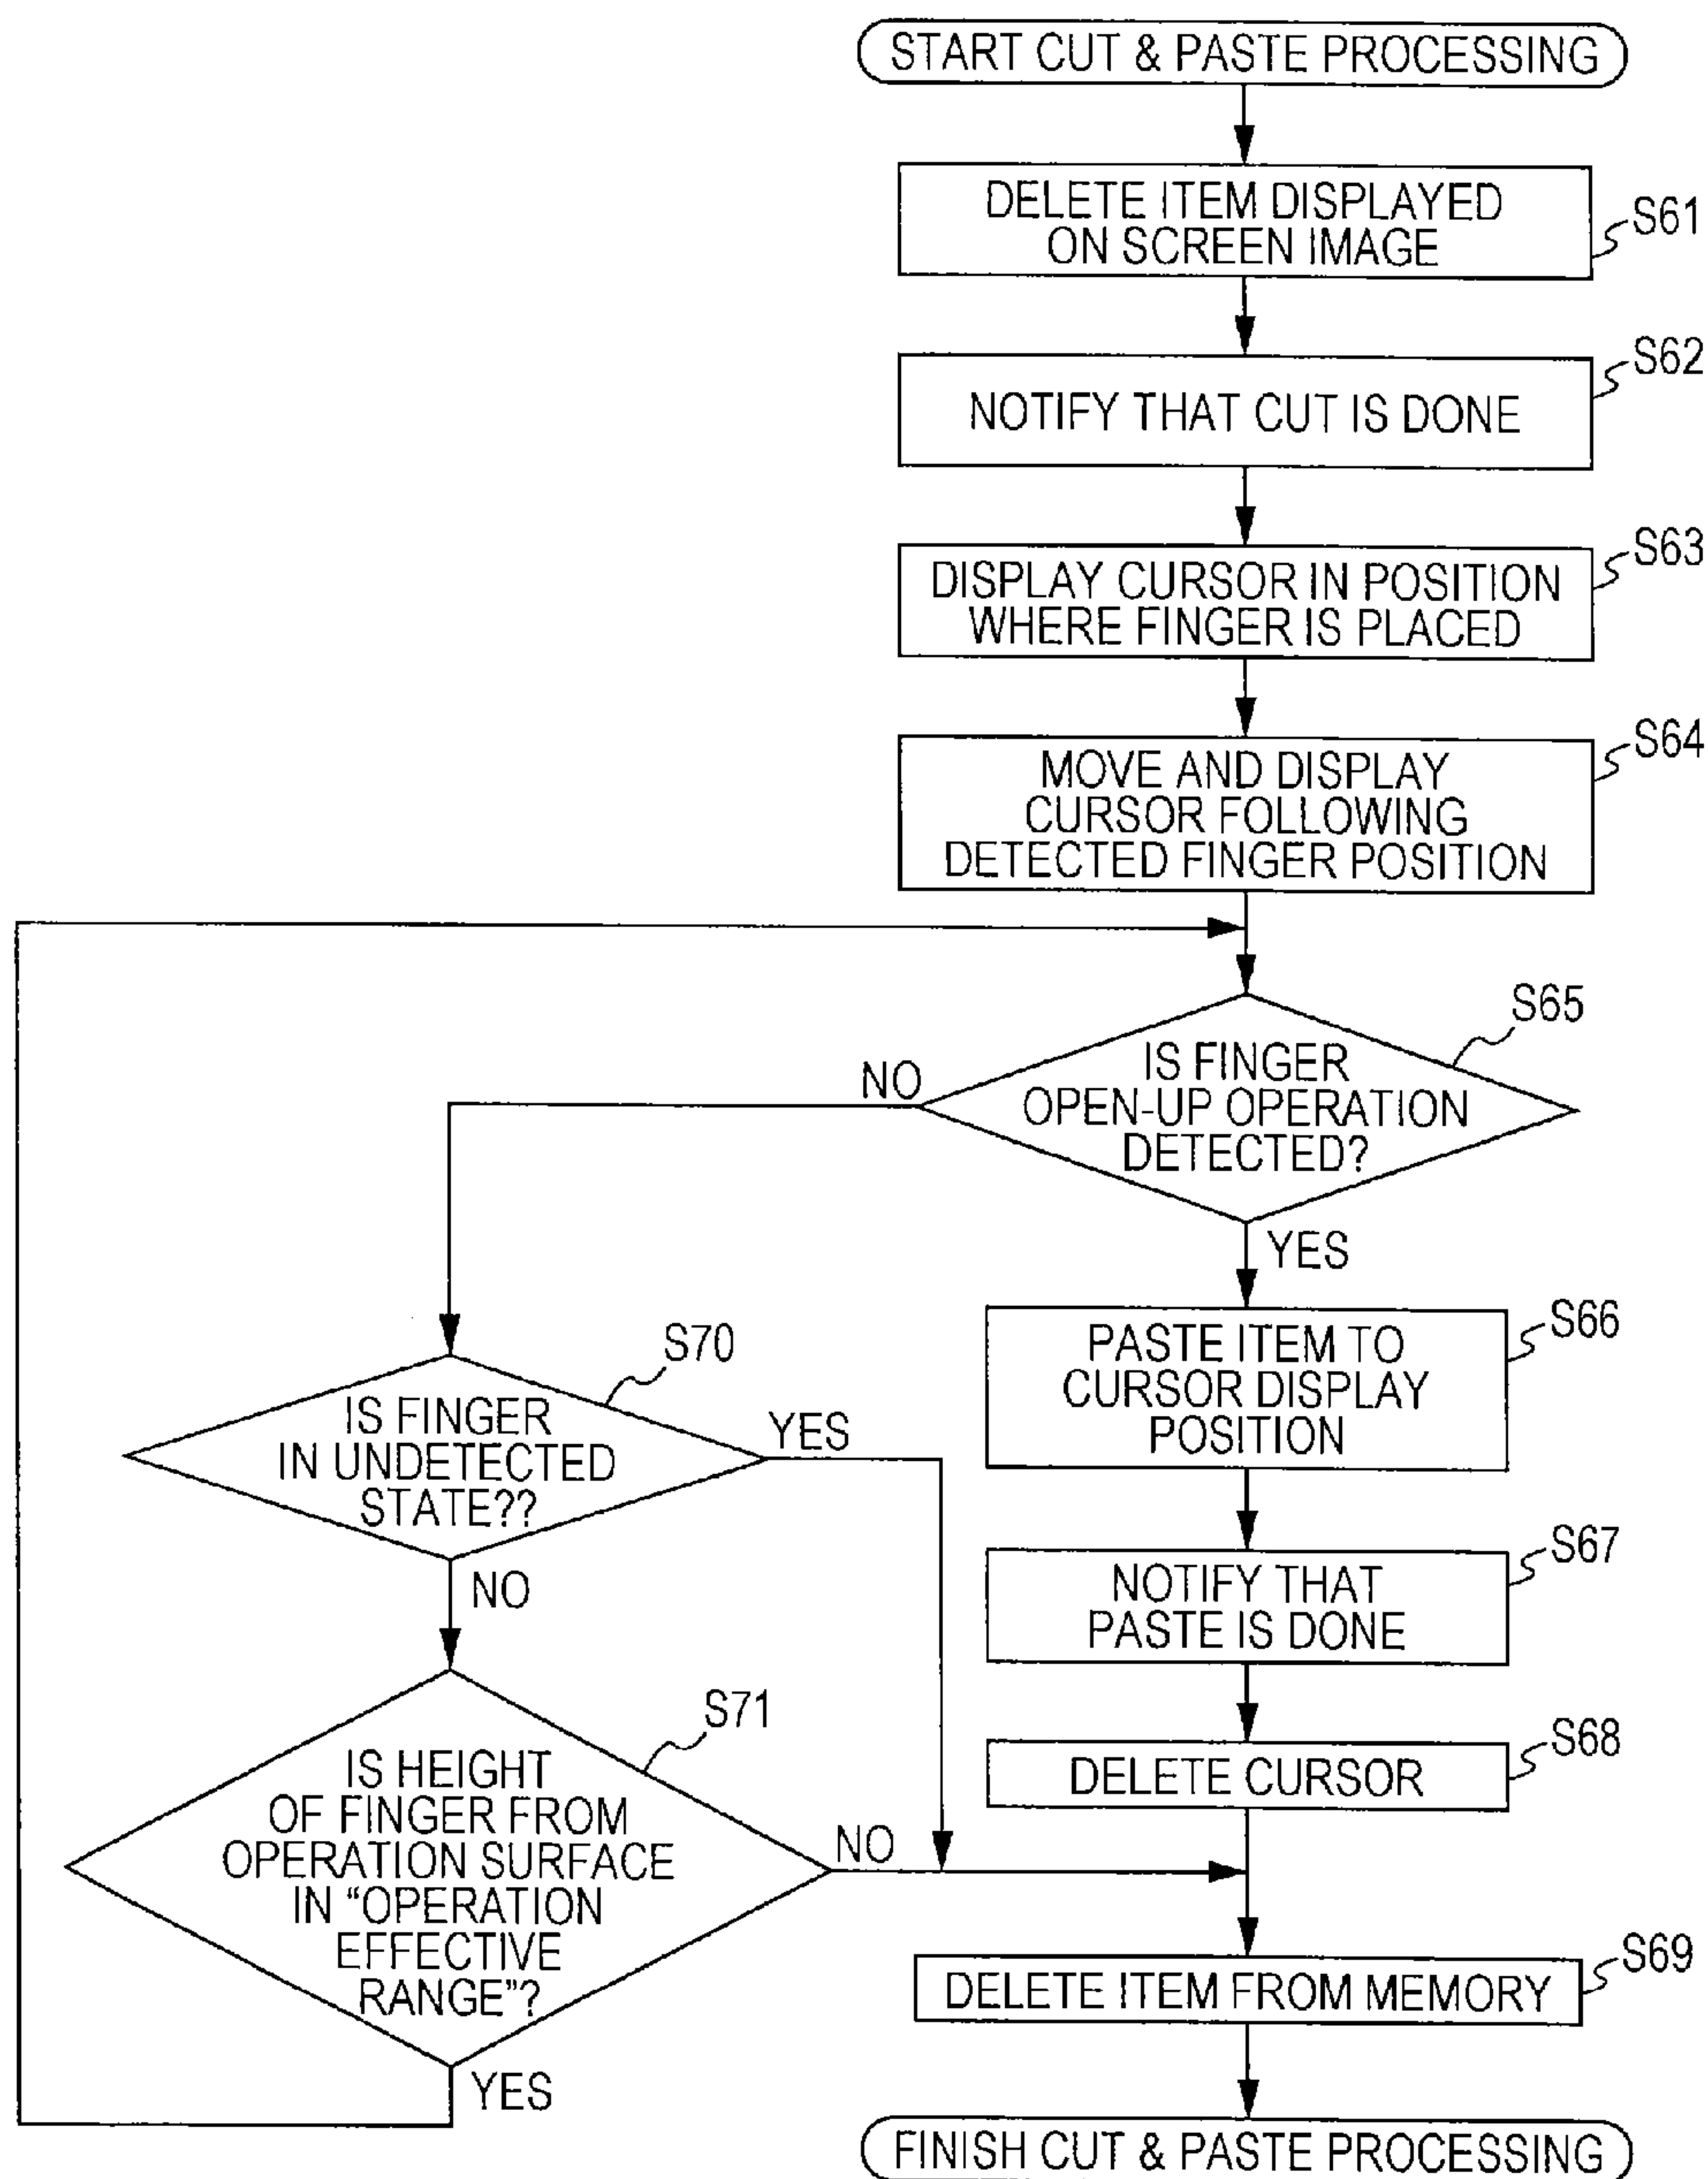 START CUT & PASTE PROCESSING
DELETE ITEM DISPLAYED
ON SCREEN IMAGE
S61
NOTIFY THAT CUT IS DONE
S62
DISPLAY CURSOR IN POSITION
WHERE FINGER IS PLACED
S63
MOVE AND DISPLAY
CURSOR FOLLOWING
DETECTED FINGER POSITION
S64
IS FINGER
OPEN-UP OPERATION
DETECTED?
S65
NO
YES
PASTE ITEM TO
CURSOR DISPLAY
POSITION
S66
IS FINGER
IN UNDETECTED
STATE??
S70
YES
NO
NOTIFY THAT
PASTE IS DONE
S67
DELETE CURSOR
S68
IS HEIGHT
OF FINGER FROM
OPERATION SURFACE
IN “OPERATION
EFFECTIVE
RANGE”?
S71
NO
YES
DELETE ITEM FROM MEMORY
S69
FINISH CUT & PASTE PROCESSING